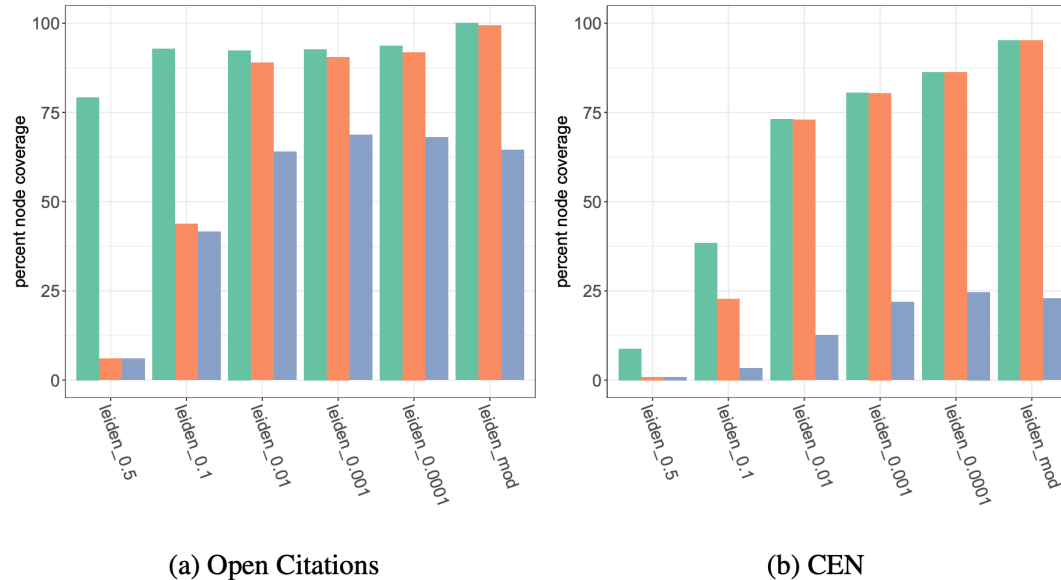 percent node coverage
100
75
50
25
0
leiden_0.5
leiden_0.1
leiden_0.01
leiden_0.001
leiden_0.0001
leiden_mod
(a) Open Citations
percent node coverage
100
75
50
25
0
leiden_0.5
leiden_0.1
leiden_0.01
leiden_0.001
leiden_0.0001
leiden_mod
(b) CEN